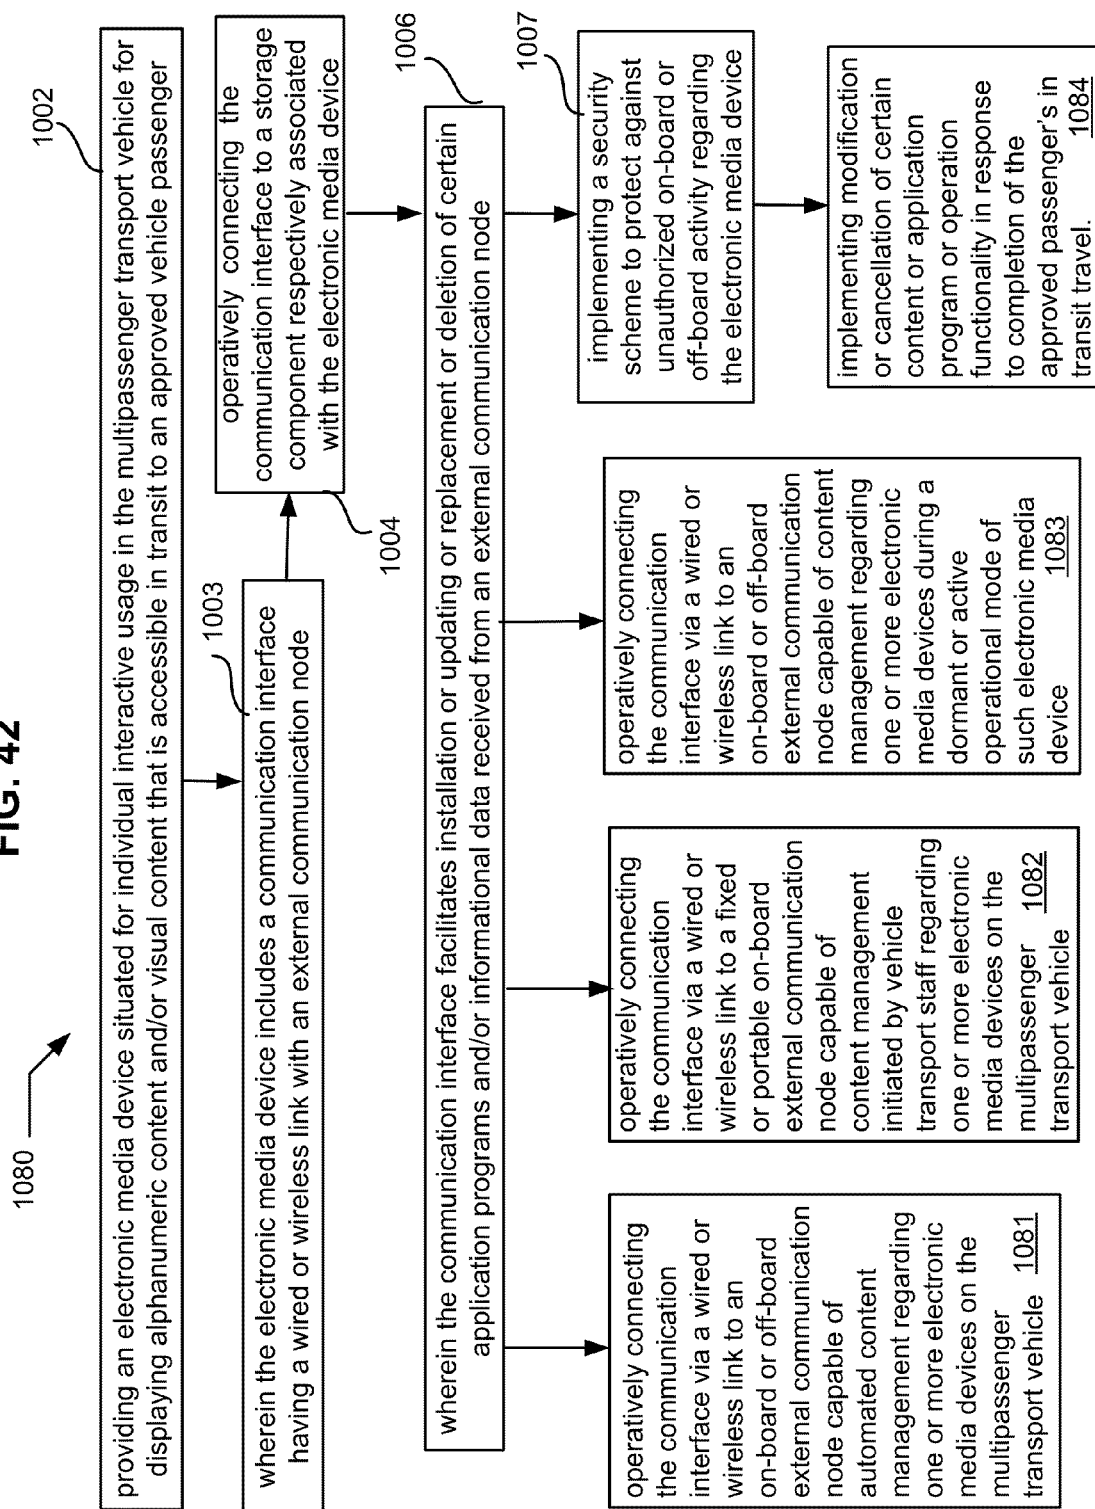 FIG. 42
1080
providing an electronic media device situated for individual interactive usage in the multipassenger transport vehicle for
displaying alphanumeric content and/or visual content that is accessible in transit to an approved vehicle passenger
1002
wherein the electronic media device includes a communication interface
having a wired or wireless link with an external communication node
1003
operatively connecting the
communication interface to a storage
component respectively associated
with the electronic media device
1004
wherein the communication interface facilitates installation or updating or replacement or deletion of certain
application programs and/or informational data received from an external communication node
1006
operatively connecting
the communication
interface via a wired or
wireless link to an
on-board or off-board
external communication
node capable of
automated content
management regarding
one or more electronic
media devices on the
multipassenger
transport vehicle 1081
operatively connecting
the communication
interface via a wired or
wireless link to a fixed
or portable on-board
external communication
node capable of
content management
initiated by vehicle
transport staff regarding
one or more electronic
media devices on the
multipassenger 1082
transport vehicle
operatively connecting
the communication
interface via a wired or
wireless link to an
on-board or off-board
external communication
node capable of content
management regarding
one or more electronic
media devices during a
dormant or active
operational mode of
such electronic media
device 1083
implementing a security
scheme to protect against
unauthorized on-board or
off-board activity regarding
the electronic media device
1007
implementing modification
or cancellation of certain
content or application
program or operation
functionality in response
to completion of the
approved passenger's in
transit travel. 1084